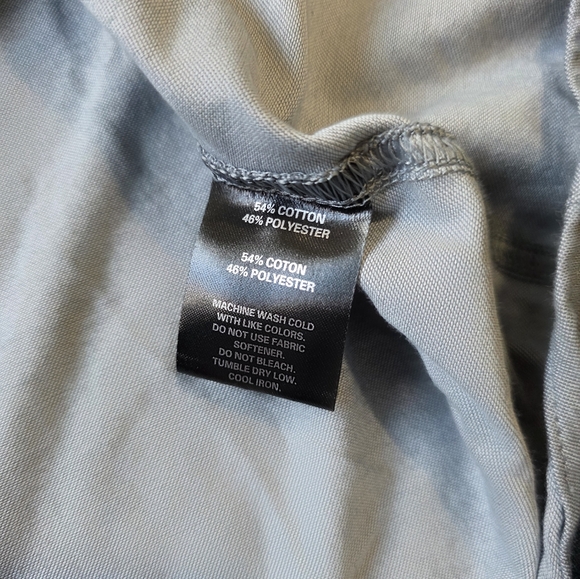 54% COTTON
46% POLYESTER
54% COTON
46% POLYESTER
MACHINE WASH COLD
WITH LIKE COLORS.
DO NOT USE FABRIC
SOFTENER.
DO NOT BLEACH.
TUMBLE DRY LOW.
COOL IRON.